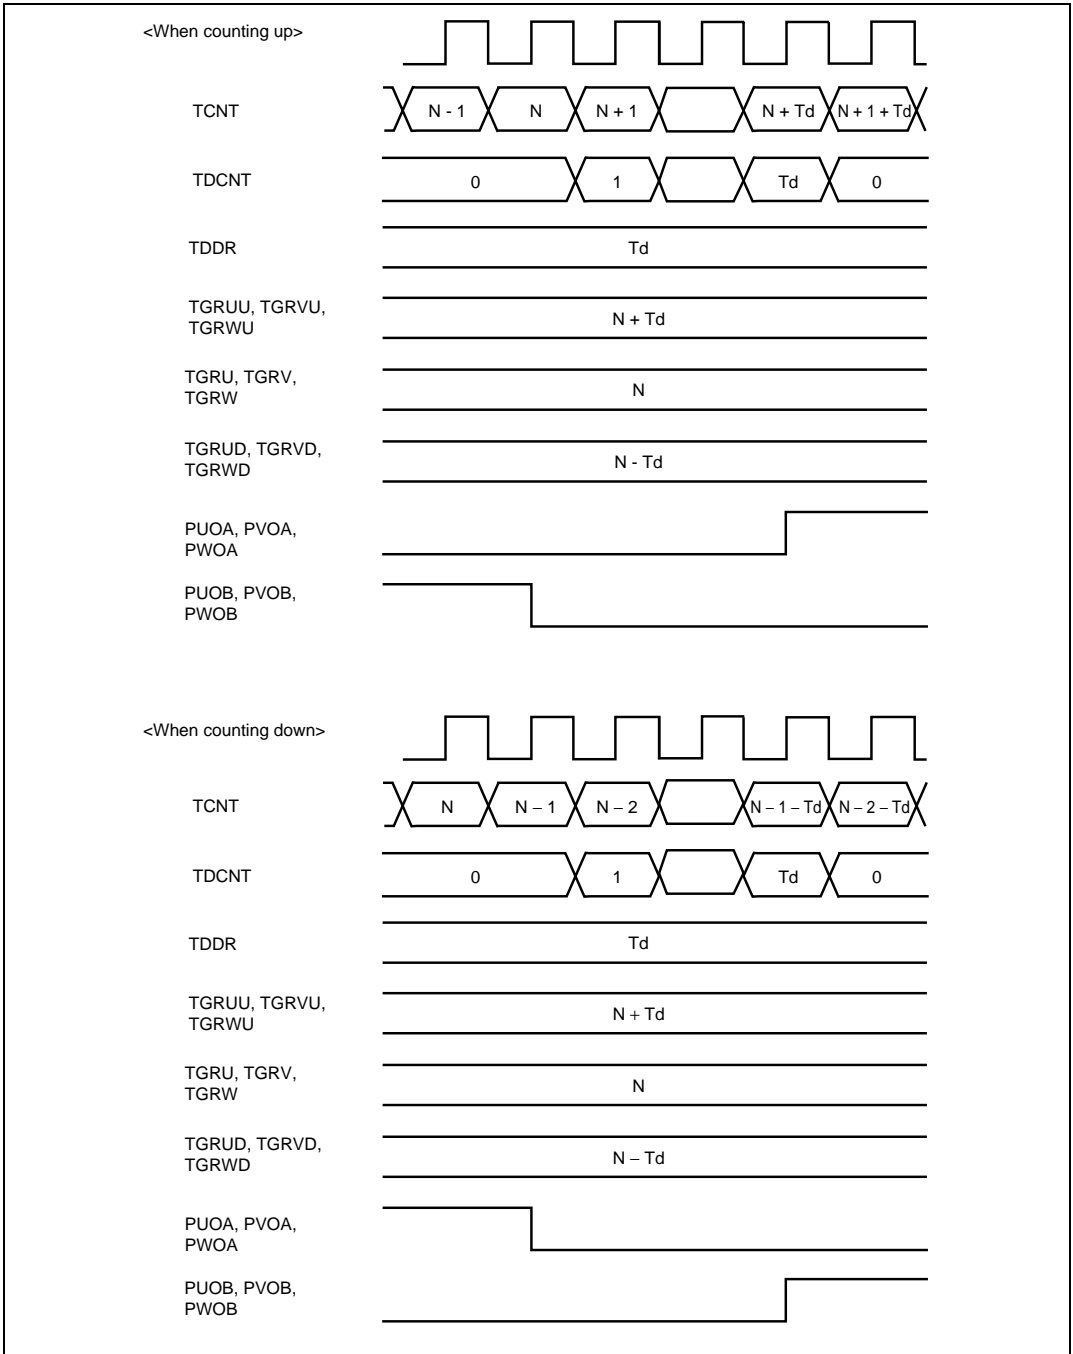 <When counting up>
TCNT
N - 1 N N + 1 N + Td N + 1 + Td
TDCNT
0 1 Td 0
TDDR
Td
TGRUU, TGRVU,
TGRWU
N + Td
TGRU, TGRV,
TGRW
N
TGRUD, TGRVD,
TGRWD
N - Td
PUOA, PVOA,
PWOA
PUOB, PVOB,
PWOB
<When counting down>
TCNT
N N – 1 N – 2 N – 1 – Td N – 2 – Td
TDCNT
0 1 Td 0
TDDR
Td
TGRUU, TGRVU,
TGRWU
N + Td
TGRU, TGRV,
TGRW
N
TGRUD, TGRVD,
TGRWD
N – Td
PUOA, PVOA,
PWOA
PUOB, PVOB,
PWOB